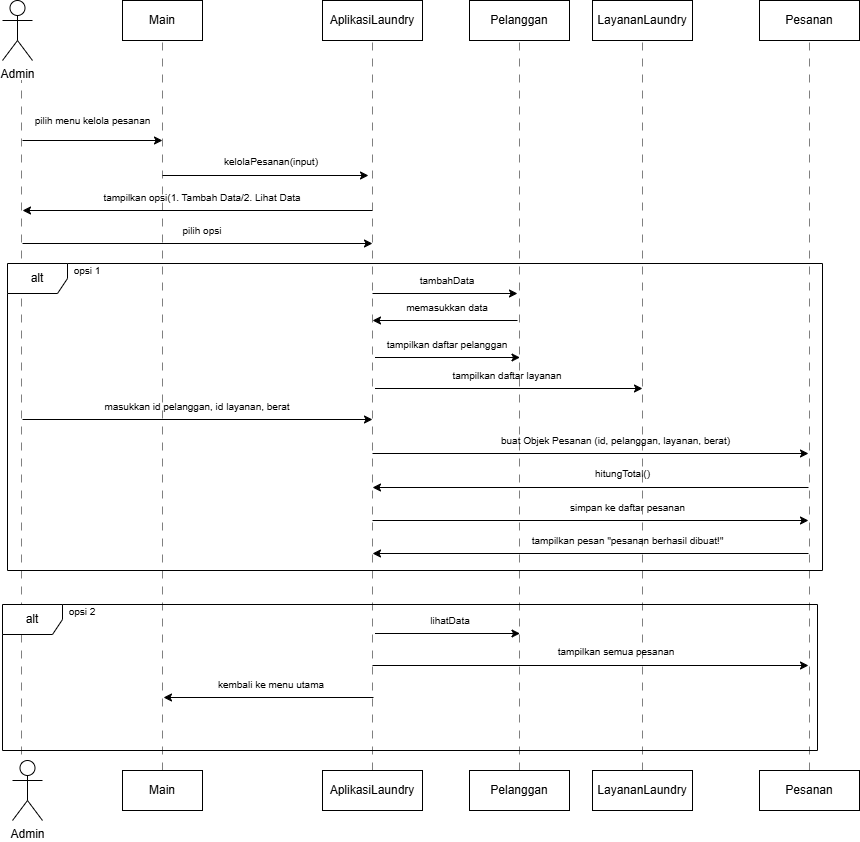 Main
AplikasiLaundry
Pelanggan
LayananLaundry
Pesanan
Admin
pilih menu kelola pesanan
kelolaPesanan(input)
tampilkan opsi(1. Tambah Data/2. Lihat Data
pilih opsi
alt
opsi 1
tambahData
memasukkan data
tampilkan daftar pelanggan
tampilkan daftar layanan
masukkan id pelanggan, id layanan, berat
buat Objek Pesanan (id, pelanggan, layanan, berat)
hitungTotal()
simpan ke daftar pesanan
tampilkan pesan "pesanan berhasil dibuat!"
alt
opsi 2
lihatData
tampilkan semua pesanan
kembali ke menu utama
Main
AplikasiLaundry
Pelanggan
LayananLaundry
Pesanan
Admin